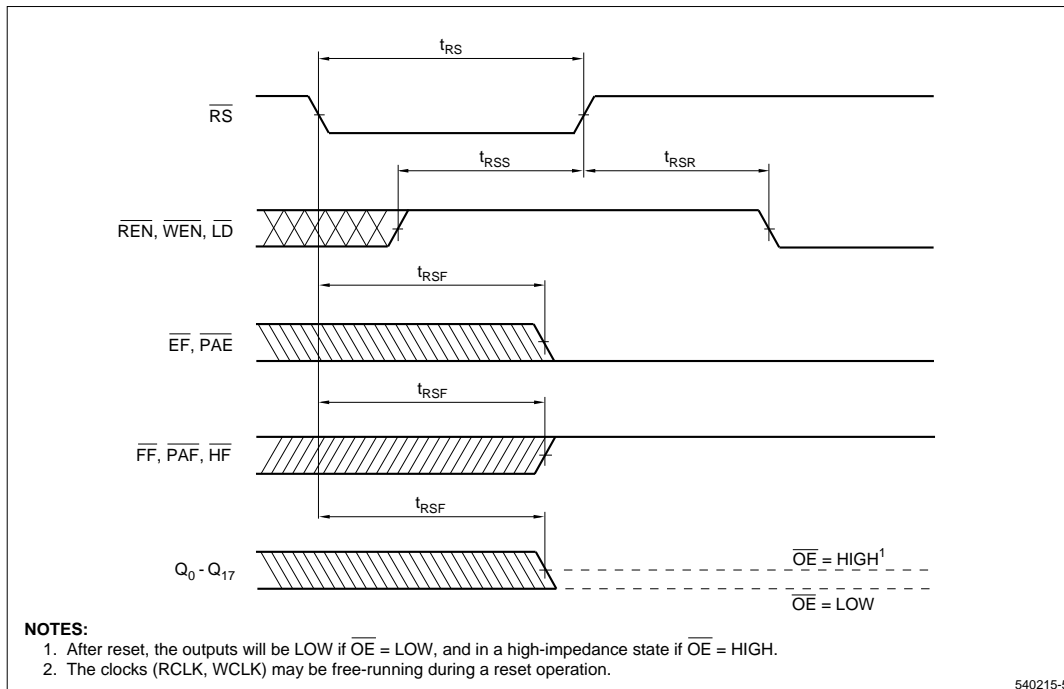 tRS
RS
tRSS
tRSR
REN, WEN, LD
tRSF
EF, PAE
tRSF
FF, PAF, HF
tRSF
Q0 - Q17
OE = HIGH1
OE = LOW
NOTES:
1. After reset, the outputs will be LOW if OE = LOW, and in a high-impedance state if OE = HIGH.
2. The clocks (RCLK, WCLK) may be free-running during a reset operation.
540215-5